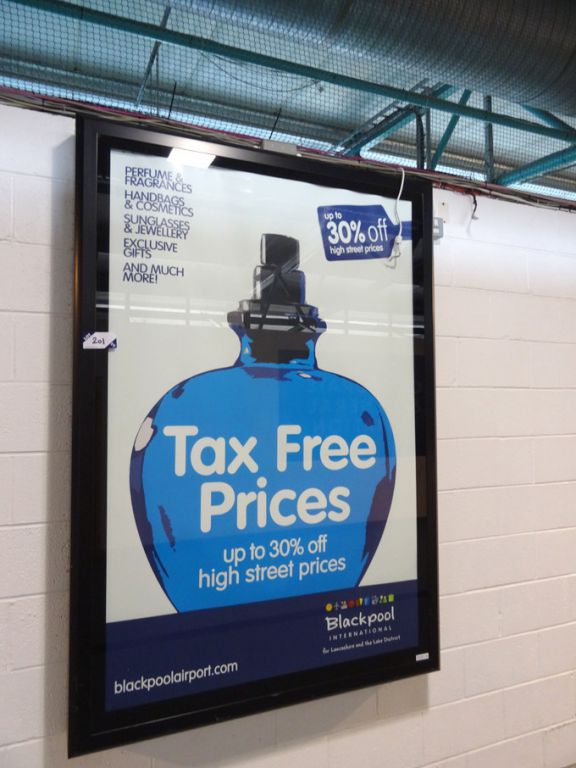 PERFUME &
FRAGRANCES
HANDBAGS
& COSMETICS
SUNGLASSES
& JEWELLERY
EXCLUSIVE
GIFTS
AND MUCH
MORE!
up to
30% off
high street prices
201
Tax Free
Prices
up to 30% off
high street prices
Blackpool
INTERNATIONAL
for Lancashire and the Lake District
blackpoolairport.com